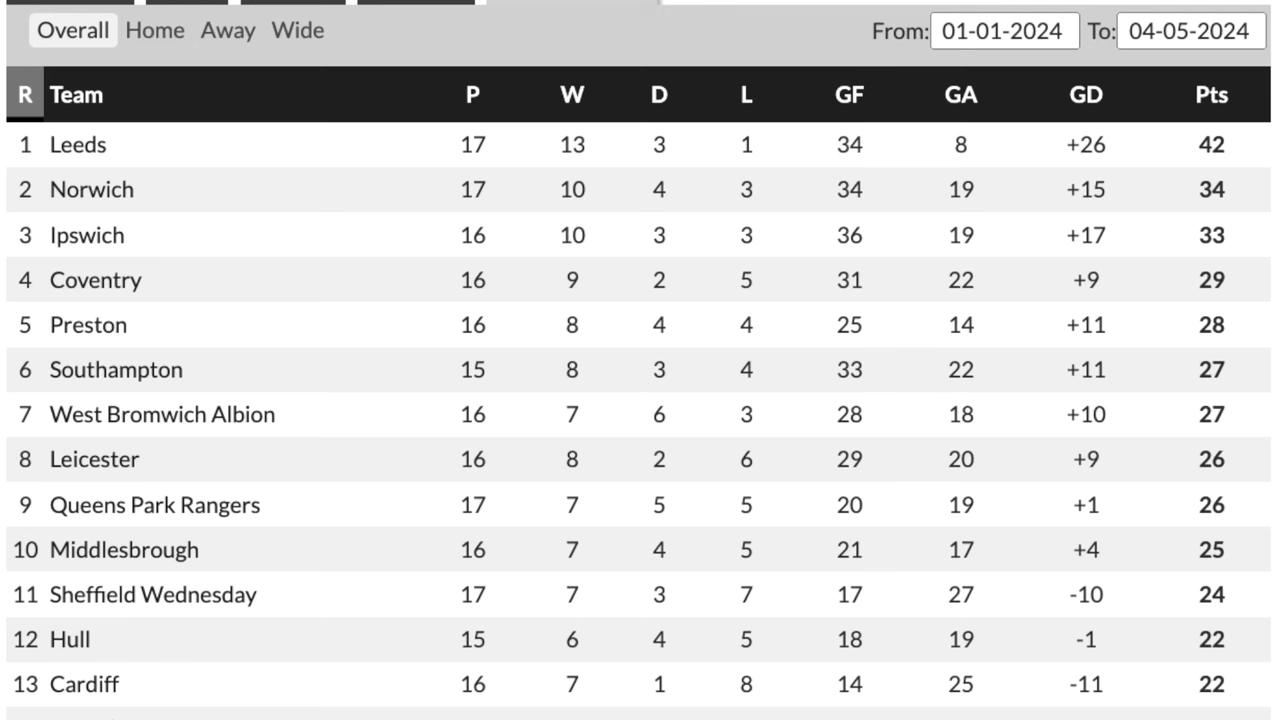 Overall Home Away Wide From: 01-01-2024 To: 04-05-2024
R Team P W D L GF GA GD Pts
1 Leeds 17 13 3 1 34 8 +26 42
2 Norwich 17 10 4 3 34 19 +15 34
3 Ipswich 16 10 3 3 36 19 +17 33
4 Coventry 16 9 2 5 31 22 +9 29
5 Preston 16 8 4 4 25 14 +11 28
6 Southampton 15 8 3 4 33 22 +11 27
7 West Bromwich Albion 16 7 6 3 28 18 +10 27
8 Leicester 16 8 2 6 29 20 +9 26
9 Queens Park Rangers 17 7 5 5 20 19 +1 26
10 Middlesbrough 16 7 4 5 21 17 +4 25
11 Sheffield Wednesday 17 7 3 7 17 27 -10 24
12 Hull 15 6 4 5 18 19 -1 22
13 Cardiff 16 7 1 8 14 25 -11 22